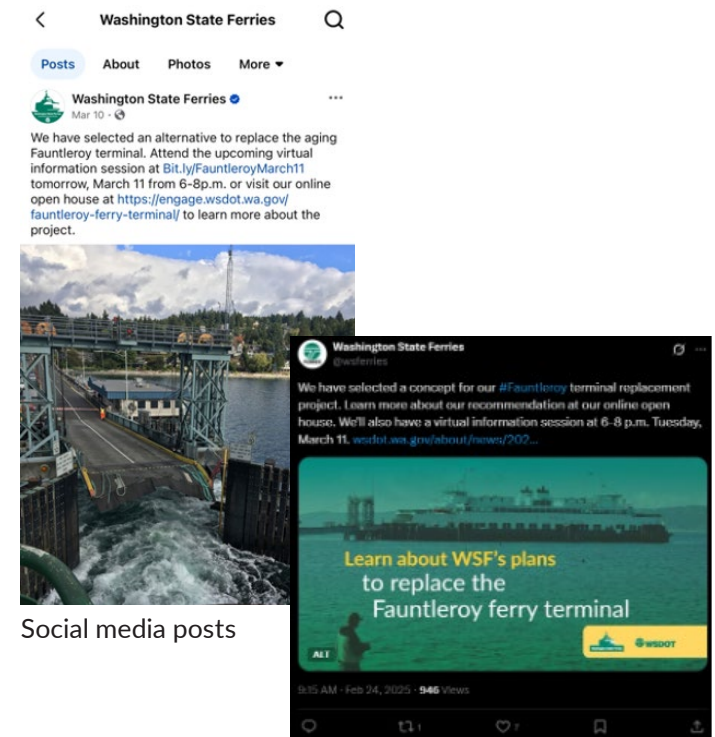 Washington State Ferries
Posts About Photos More
Washington State Ferries
Mar 10 ·
We have selected an alternative to replace the aging
Fauntleroy terminal. Attend the upcoming virtual
information session at Bit.ly/FauntleroyMarch11
tomorrow, March 11 from 6-8p.m. or visit our online
open house at https://engage.wsdot.wa.gov/
fauntleroy-ferry-terminal/ to learn more about the
project.
Social media posts
Washington State Ferries
@wsferries
We have selected a concept for our #Fauntleroy terminal replacement
project. Learn more about our recommendation at our online open
house. We'll also have a virtual information session at 6-8 p.m. Tuesday,
March 11. wsdot.wa.gov/about/news/202...
Learn about WSF's plans
to replace the
Fauntleroy ferry terminal
WSDOT
ALT
9:15 AM · Feb 24, 2025 · 946 Views
1 7